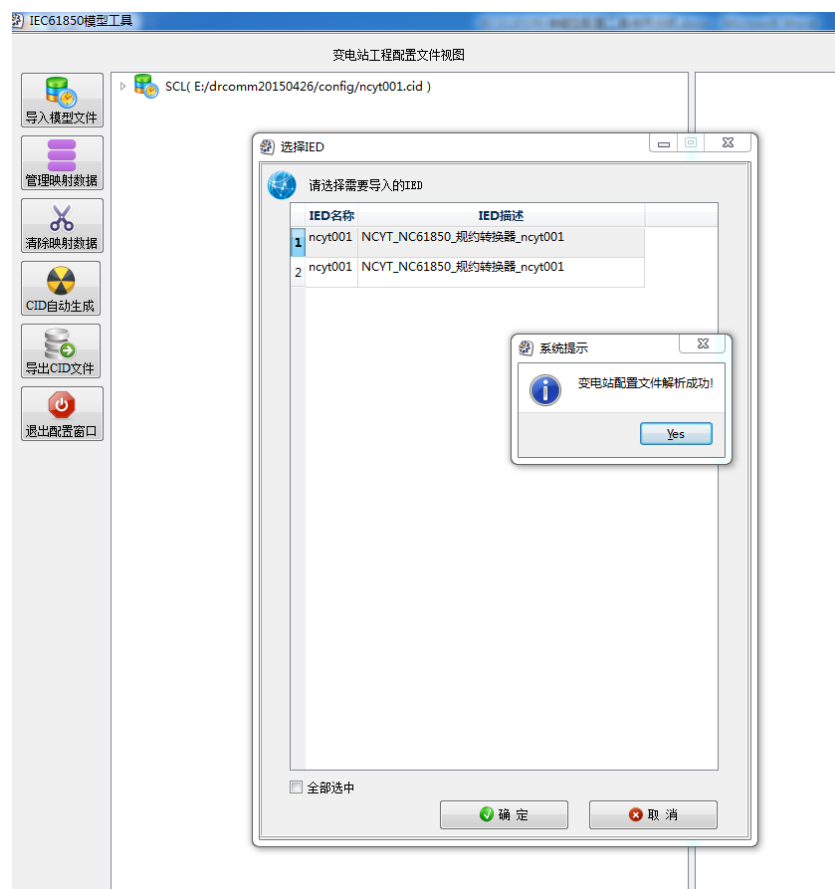 IEC61850模型工具
变电站工程配置文件视图
SCL( E:/drcomm20150426/config/ncyt001.cid )
导入模型文件
管理映射数据
清除映射数据
CID自动生成
导出CID文件
退出配置窗口
选择IED
请选择需要导入的IED
IED名称 IED描述
1 ncyt001 NCYT_NC61850_规约转换器_ncyt001
2 ncyt001 NCYT_NC61850_规约转换器_ncyt001
系统提示
变电站配置文件解析成功!
Yes
全部选中
确 定
取 消